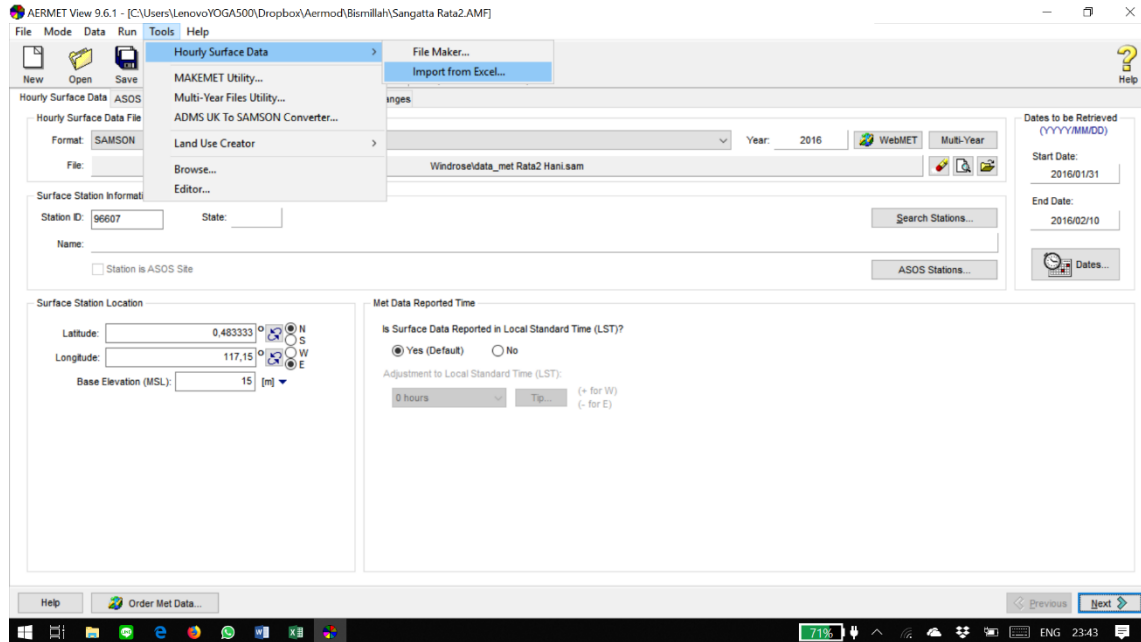 AERMET View 9.6.1 - [C:\Users\LenovoYOGA500\Dropbox\Aermod\Bismillah\Sangatta Rata2.AMF]
File Mode Data Run Tools Help
New Open Save
Help
Hourly Surface Data
File Maker...
Import from Excel...
MAKEMET Utility...
Multi-Year Files Utility...
ADMS UK To SAMSON Converter...
Land Use Creator
Browse...
Editor...
Hourly Surface Data ASOS anges
Hourly Surface Data File
Format: SAMSON
Year: 2016 WebMET Multi-Year
File: Windrose\data_met Rata2 Hani.sam
Dates to be Retrieved
(YYYY/MM/DD)
Start Date:
2016/01/31
End Date:
2016/02/10
Dates...
Surface Station Informati
Station ID: 96607 State:
Search Stations...
Name:
Station is ASOS Site
ASOS Stations...
Surface Station Location
Latitude: 0,483333 ° N
S
Longitude: 117,15 ° W
E
Base Elevation (MSL): 15 [m]
Met Data Reported Time
Is Surface Data Reported in Local Standard Time (LST)?
Yes (Default) No
Adjustment to Local Standard Time (LST):
0 hours Tip...
(+ for W)
(- for E)
Help Order Met Data...
Previous Next
71% ENG 23:43